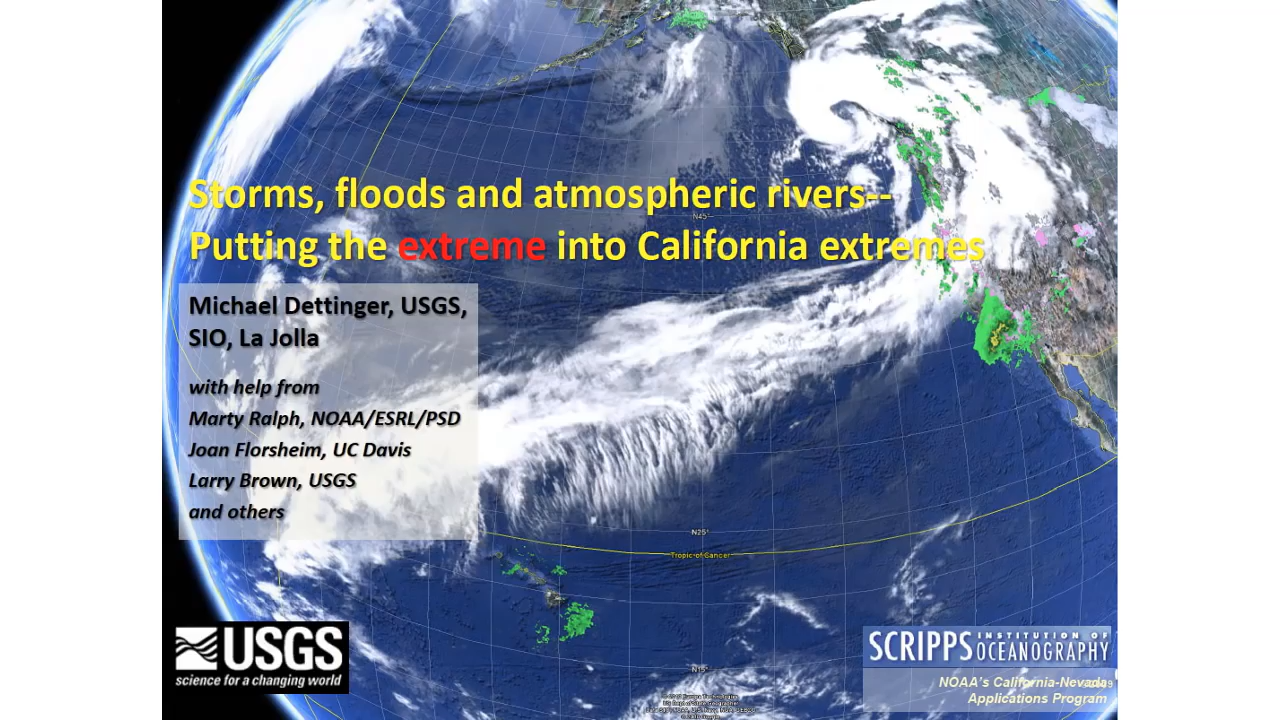 Storms, floods and atmospheric rivers--
Putting the extreme into California extremes
Michael Dettinger, USGS,
SIO, La Jolla
with help from
Marty Ralph, NOAA/ESRL/PSD
Joan Florsheim, UC Davis
Larry Brown, USGS
and others
N45°
N25°
Tropic of Cancer
N15°
USGS
science for a changing world
SCRIPPS INSTITUTION OF
OCEANOGRAPHY
NOAA's California-Nevada
Applications Program